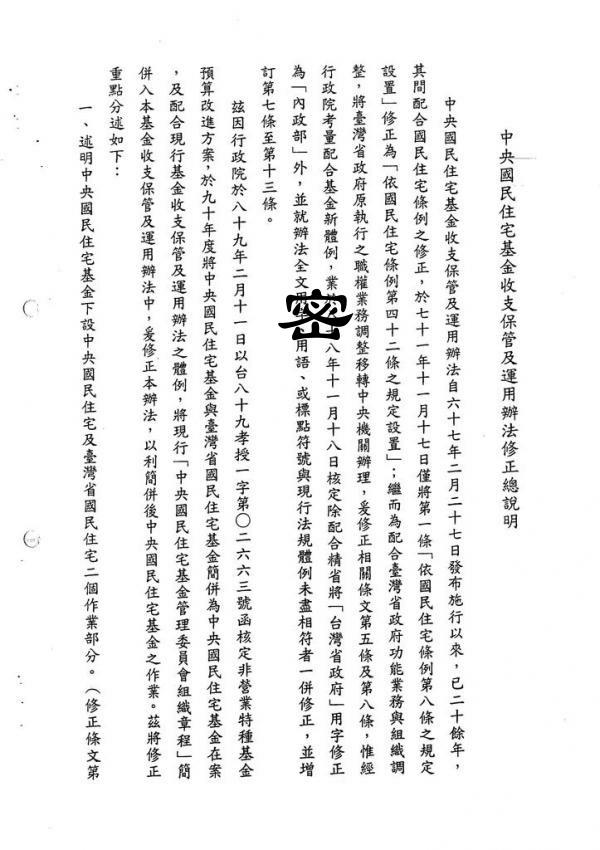 中央國民住宅基金收支保管及運用辦法修正總說明
中央國民住宅基金收支保管及運用辦法自六十七年二月二十七日發布施行以來，已二十餘年，
其間配合國民住宅條例之修正，於七十一年十一月十七日僅將第一條「依國民住宅條例第八條之規定
設置」修正為「依國民住宅條例第四十二條之規定設置」；繼而為配合臺灣省政府功能業務與組織調
整，將臺灣省政府原執行之職權業務調整移轉中央機關辦理，爰修正相關條文第五條及第八條，惟經
行政院考量配合基金新體例，業 八年十一月十八日核定除配合精省將「台灣省政府」用字修正
為「內政部」外，並就辦法全文 用語、或標點符號與現行法規體例未盡相符者一併修正，並增
訂第七條至第十三條。
茲因行政院於八十九年二月十一日以台八十九孝授一字第〇二六六三號函核定非營業特種基金
預算改進方案，於九十年度將中央國民住宅基金與臺灣省國民住宅基金簡併為中央國民住宅基金在案
，及配合現行基金收支保管及運用辦法之體例，將現行「中央國民住宅基金管理委員會組織章程」簡
併入本基金收支保管及運用辦法中，爰修正本辦法，以利簡併後中央國民住宅基金之作業。茲將修正
重點分述如下：
一、述明中央國民住宅基金下設中央國民住宅及臺灣省國民住宅二個作業部分。（修正條文第
密